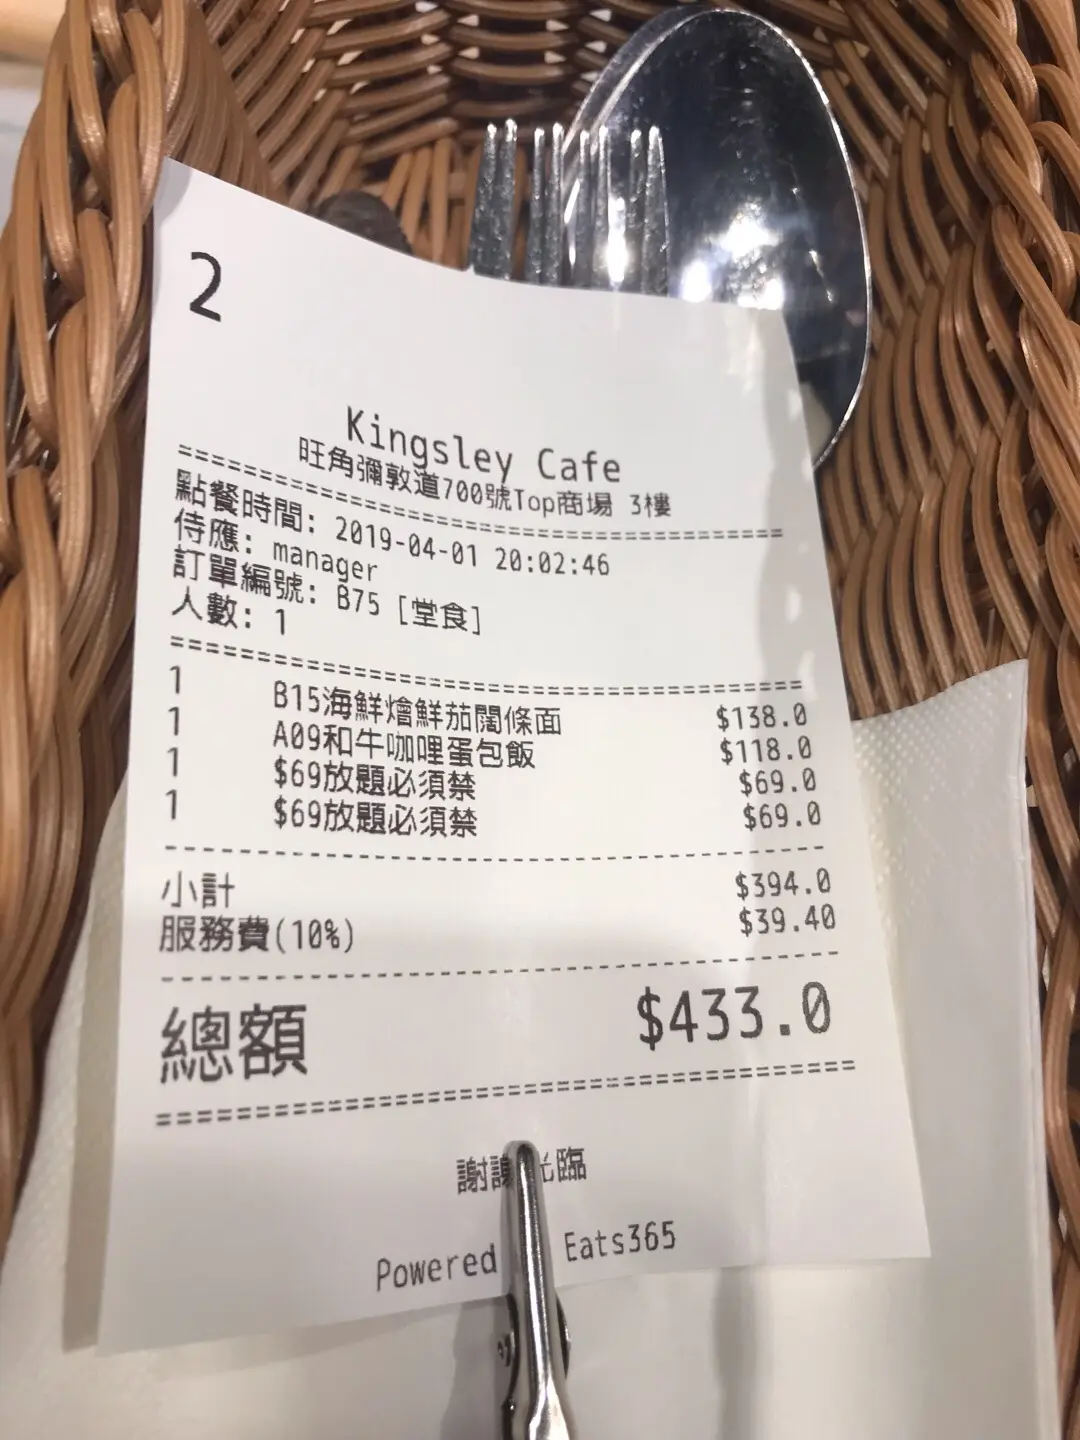 2
Kingsley Cafe
旺角彌敦道700號Top商場 3樓
================================================
點餐時間: 2019-04-01 20:02:46
侍應: manager
訂單編號: B75 [堂食]
人數: 1
================================================
1 B15海鮮燴鮮茄闊條面 $138.0
1 A09和牛咖哩蛋包飯 $118.0
1 $69放題必須禁 $69.0
1 $69放題必須禁 $69.0
------------------------------------------------
小計 $394.0
服務費(10%) $39.40
------------------------------------------------
總額 $433.0
================================================
謝謝 臨
Powered Eats365